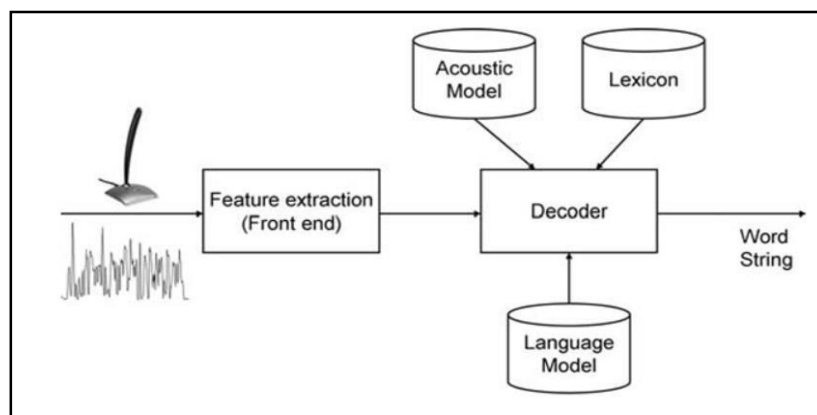 Acoustic
Model
Lexicon
Feature extraction
(Front end)
Decoder
Word
String
Language
Model